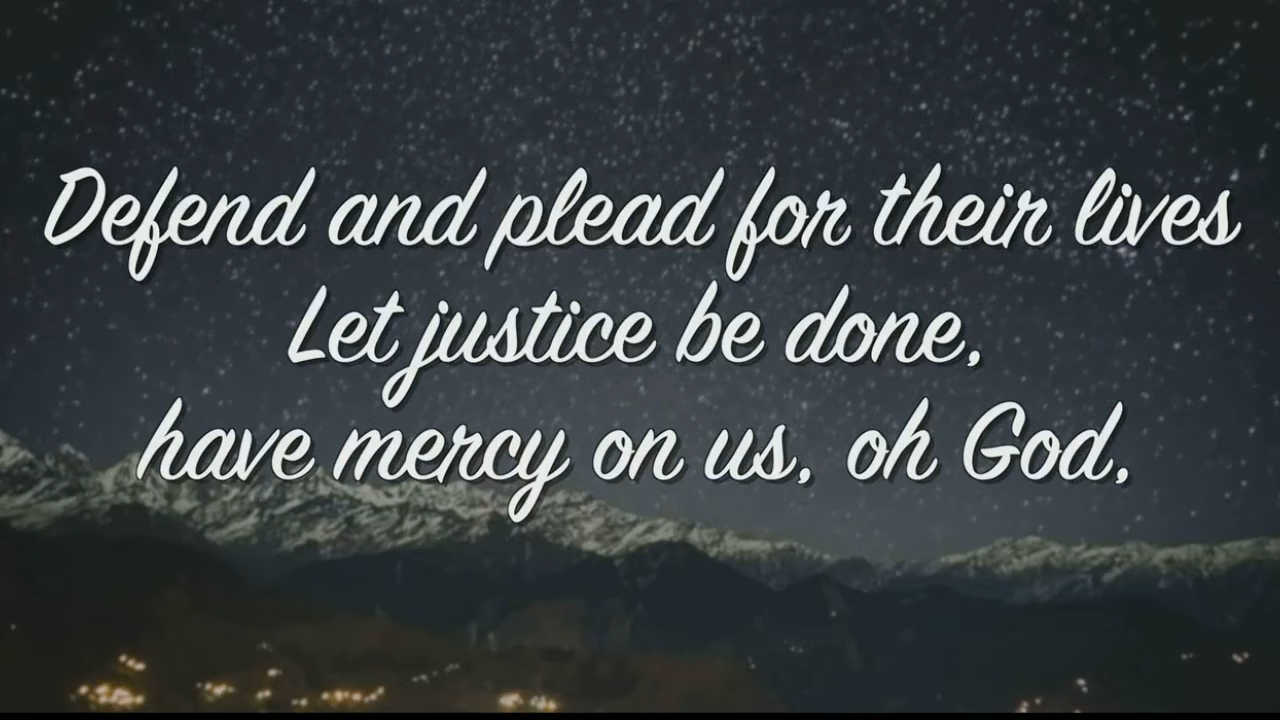 Defend and plead for their lives
Let justice be done,
have mercy on us, oh God,